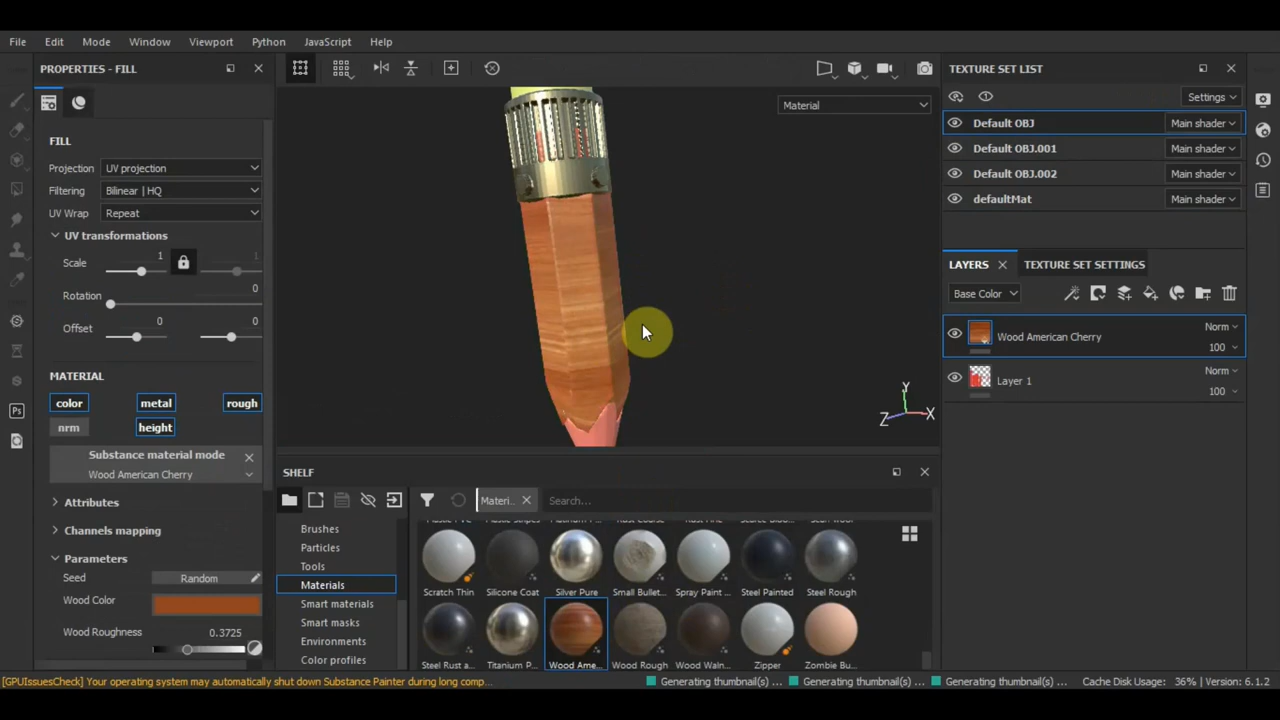 File Edit Mode Window Viewport Python JavaScript Help
PROPERTIES - FILL
FILL
Projection UV projection
Filtering Bilinear | HQ
UV Wrap Repeat
UV transformations
Scale 1 1
Rotation 0
Offset 0 0
MATERIAL
color metal rough
nrm height
Substance material mode
Wood American Cherry
Attributes
Channels mapping
Parameters
Seed Random
Wood Color
Wood Roughness 0.3725
Material
Y
Z X
SHELF
Materi... Search...
Brushes
Particles
Tools
Materials
Smart materials
Smart masks
Environments
Color profiles
Scratch Thin Silicone Coat Silver Pure Small Bullet... Spray Paint ... Steel Painted Steel Rough
Steel Rust a... Titanium P... Wood Ame... Wood Rough Wood Waln... Zipper Zombie Bu...
TEXTURE SET LIST
Settings
Default OBJ Main shader
Default OBJ.001 Main shader
Default OBJ.002 Main shader
defaultMat Main shader
LAYERS TEXTURE SET SETTINGS
Base Color
Wood American Cherry Norm 100
Layer 1 Norm 100
[GPUIssuesCheck] Your operating system may automatically shut down Substance Painter during long comp... Generating thumbnail(s) ... Generating thumbnail(s) ... Generating thumbnail(s) ... Cache Disk Usage: 36% | Version: 6.1.2